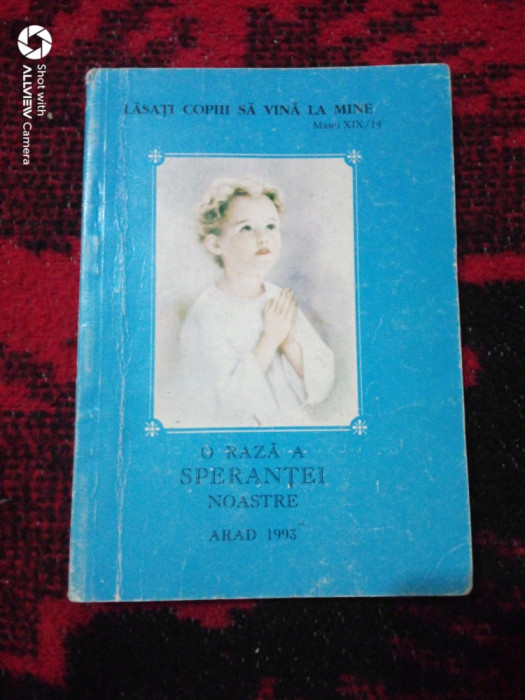 Shot with
ALLVIEW Camera
LĂSAȚI COPIII SĂ VINĂ LA MINE
Matei XIX/14
O RAZĂ A
SPERANȚEI
NOASTRE
ARAD 1993